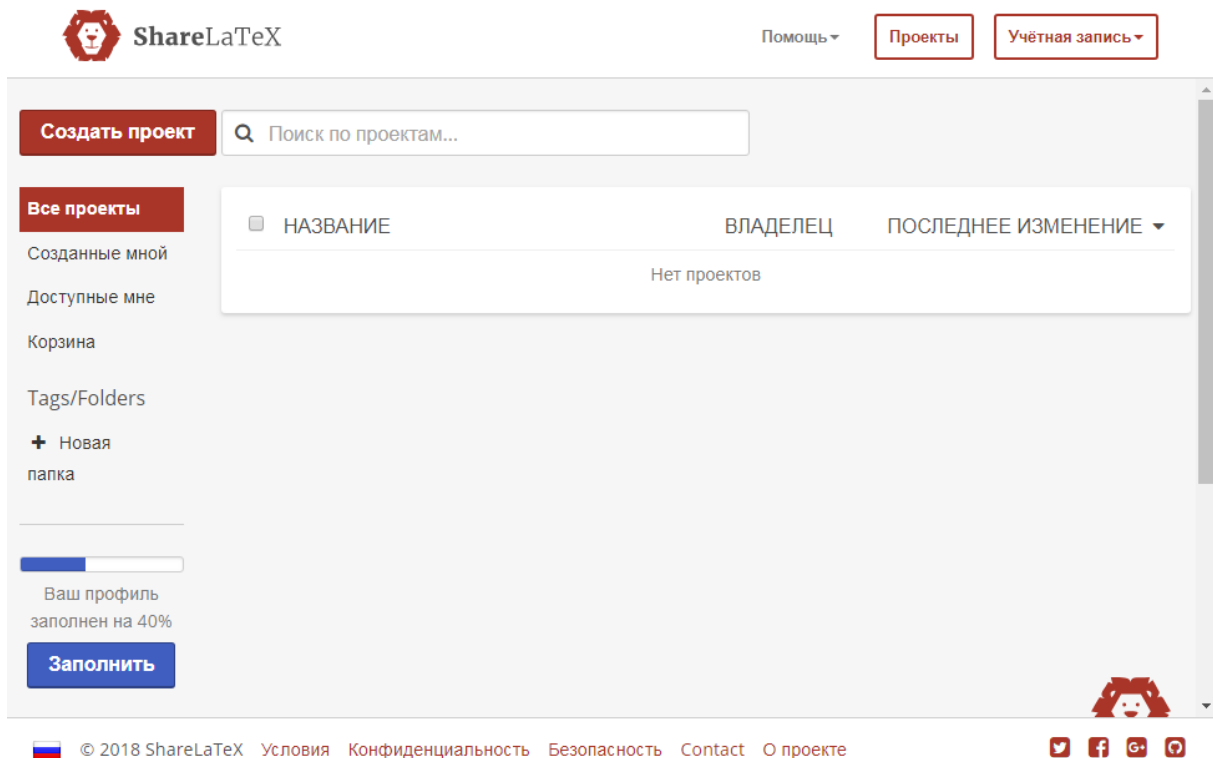 ShareLaTeX
Помощь
Проекты
Учётная запись
Создать проект
Поиск по проектам...
Все проекты
Созданные мной
Доступные мне
Корзина
Tags/Folders
Новая
папка
Ваш профиль
заполнен на 40%
Заполнить
НАЗВАНИЕ ВЛАДЕЛЕЦ ПОСЛЕДНЕЕ ИЗМЕНЕНИЕ
Нет проектов
© 2018 ShareLaTeX Условия Конфиденциальность Безопасность Contact О проекте